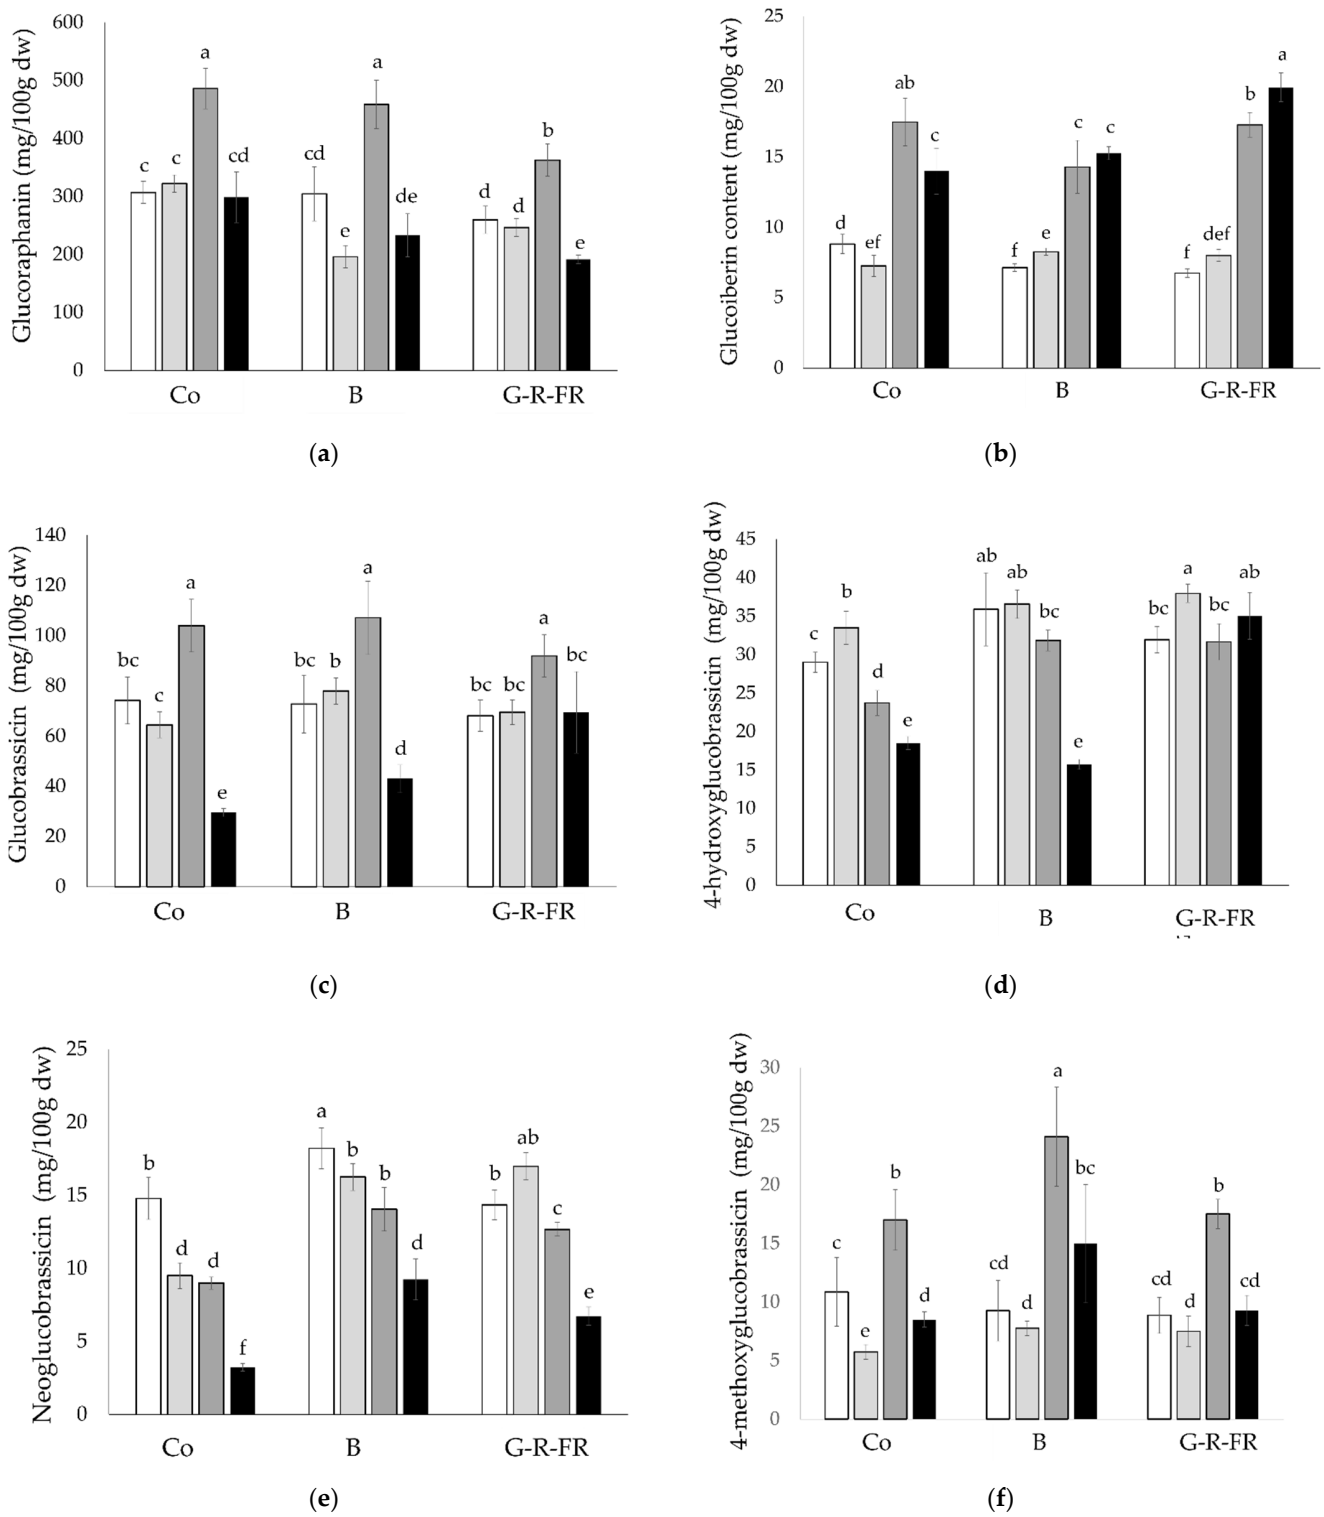 Glucoraphanin (mg/100g dw)
600
500
400
300
200
100
0
c c a cd
cd e a de
d d b e
Co B G-R-FR
(a)
Glucoiberin content (mg/100g dw)
25
20
15
10
5
0
d ef ab c
f e c c
f def b a
Co B G-R-FR
(b)
Glucobrassicin (mg/100g dw)
140
120
100
80
60
40
20
0
bc c a e
bc b a d
bc bc a bc
Co B G-R-FR
(c)
4-hydroxyglucobrassicin (mg/100g dw)
45
40
35
30
25
20
15
10
5
0
c b d e
ab ab bc e
bc a bc ab
Co B G-R-FR
(d)
Neoglucobrassicin (mg/100g dw)
25
20
15
10
5
0
b d d f
a b b d
b ab c e
Co B G-R-FR
(e)
4-methoxyglucobrassicin (mg/100g dw)
30
25
20
15
10
5
0
c e b d
cd d a bc
cd d b cd
Co B G-R-FR
(f)